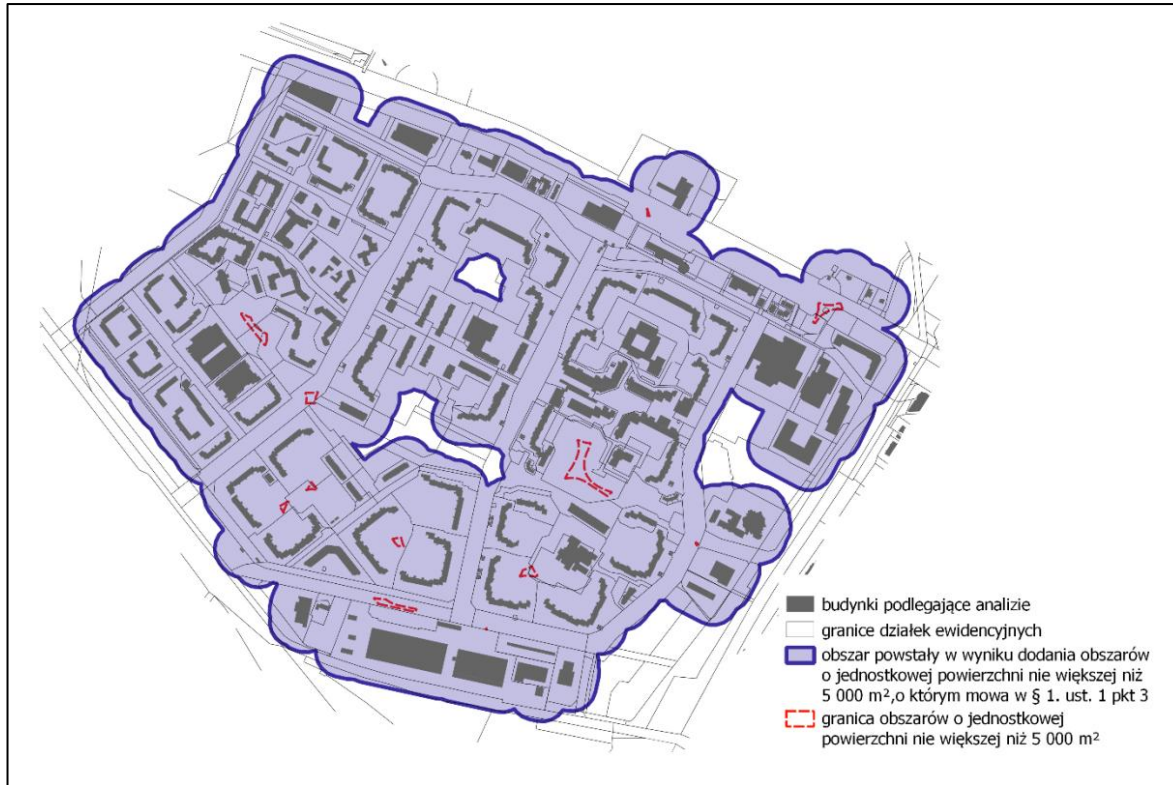 budynki podlegające analizie
granice działek ewidencyjnych
obszar powstały w wyniku dodania obszarów
o jednostkowej powierzchni nie większej niż
5 000 m²,o którym mowa w § 1. ust. 1 pkt 3
granica obszarów o jednostkowej
powierzchni nie większej niż 5 000 m²